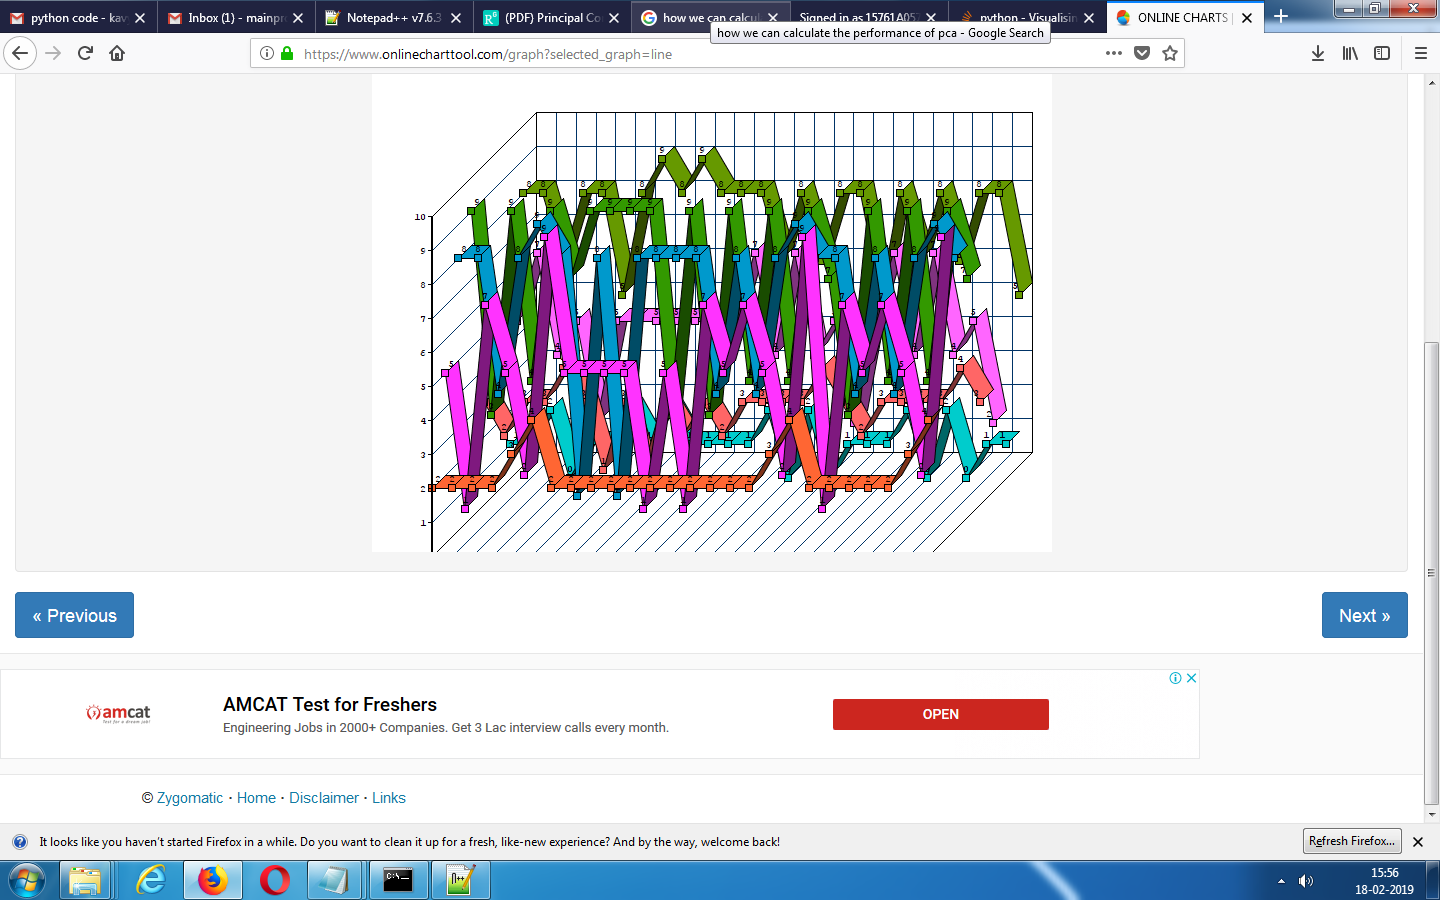 python code - kav
Inbox (1) - mainpr
Notepad++ v7.6.3
(PDF) Principal Co
how we can calcul
Signed in as 15761A057
python - Visualisin
ONLINE CHARTS |
how we can calculate the performance of pca - Google Search
https://www.onlinecharttool.com/graph?selected_graph=line
10
9
8
7
6
5
4
3
2
1
« Previous
Next »
amcat
AMCAT Test for Freshers
Engineering Jobs in 2000+ Companies. Get 3 Lac interview calls every month.
OPEN
© Zygomatic · Home · Disclaimer · Links
It looks like you haven't started Firefox in a while. Do you want to clean it up for a fresh, like-new experience? And by the way, welcome back!
Refresh Firefox...
15:56
18-02-2019